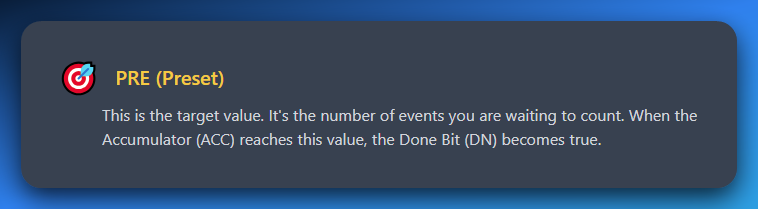 PRE (Preset)
This is the target value. It's the number of events you are waiting to count. When the
Accumulator (ACC) reaches this value, the Done Bit (DN) becomes true.